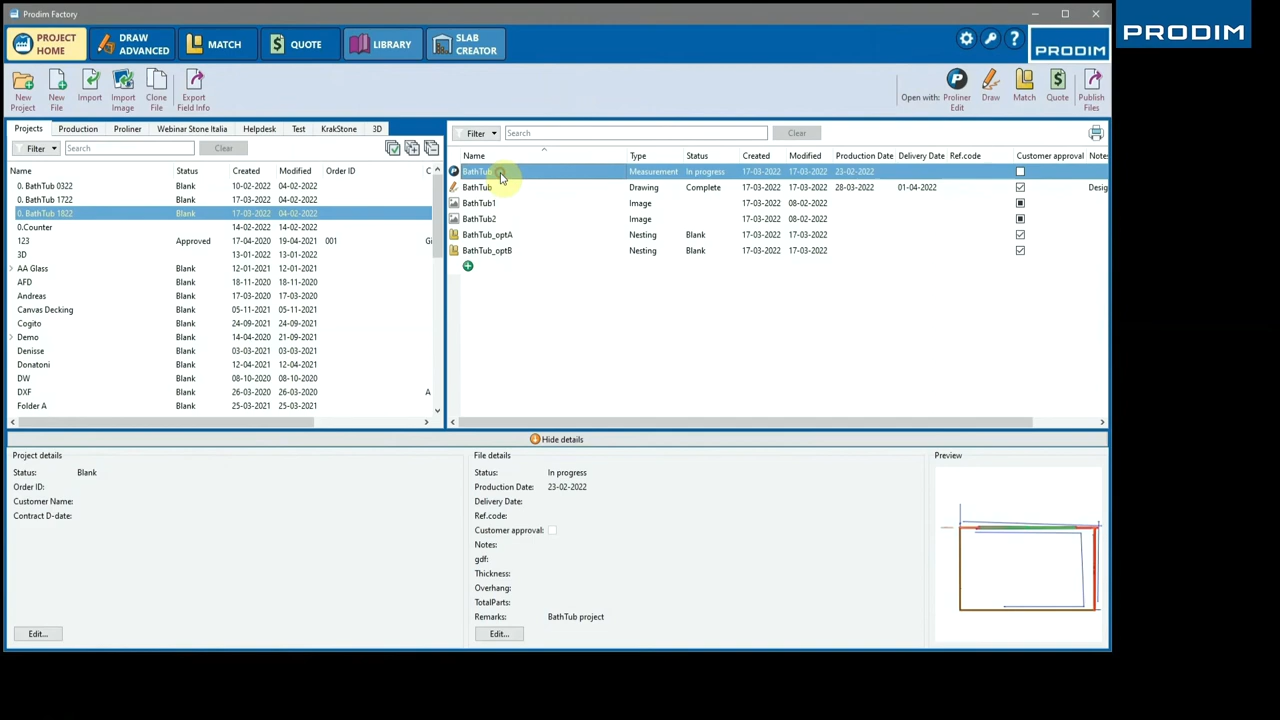 Prodim Factory
PROJECT HOME
DRAW ADVANCED
MATCH
QUOTE
LIBRARY
SLAB CREATOR
PRODIM
PRODIM
New Project
New File
Import
Import Image
Clone File
Export Field Info
Open with:
Proliner Edit
Draw
Match
Quote
Publish Files
Projects Production Proliner Webinar Stone Italia Helpdesk Test KrakStone 3D
Filter Search Clear
Name Status Created Modified Order ID C
0. BathTub 0322 10-02-2022 04-02-2022
0. BathTub 1722 17-03-2022 04-02-2022
0. BathTub 1822 17-03-2022 04-02-2022
0.Counter 14-02-2022 14-02-2022
123 Approved 17-04-2020 19-04-2021 001 Gi
3D 13-01-2022 13-01-2022
AA Glass Blank 12-01-2021 12-01-2021
AFD Blank 18-11-2020 18-11-2020
Andreas Blank 17-03-2020 17-03-2020
Canvas Decking Blank 05-11-2021 05-11-2021
Cogito Blank 24-09-2021 24-09-2021
Demo Blank 14-04-2020 21-09-2021
Denisse Blank 03-03-2021 03-03-2021
Donatoni Blank 12-04-2021 12-04-2021
DW Blank 08-10-2020 08-10-2020
DXF Blank 26-03-2020 26-03-2020 A
Folder A Blank 25-03-2021 25-03-2021
Filter Search Clear
Name Type Status Created Modified Production Date Delivery Date Ref.code Customer approval Notes
BathTub Measurement In progress 17-03-2022 17-03-2022 23-02-2022
BathTub Drawing Complete 17-03-2022 17-03-2022 28-03-2022 01-04-2022 Desig
BathTub1 Image 17-03-2022 08-02-2022
BathTub2 Image 17-03-2022 08-02-2022
BathTub_optA Nesting Blank 17-03-2022 17-03-2022
BathTub_optB Nesting Blank 17-03-2022 17-03-2022
Hide details
Project details
Status: Blank
Order ID:
Customer Name:
Contract D-date:
Edit...
File details
Status: In progress
Production Date: 23-02-2022
Delivery Date:
Ref.code:
Customer approval:
Notes:
gdf:
Thickness:
Overhang:
TotalParts:
Remarks: BathTub project
Edit...
Preview